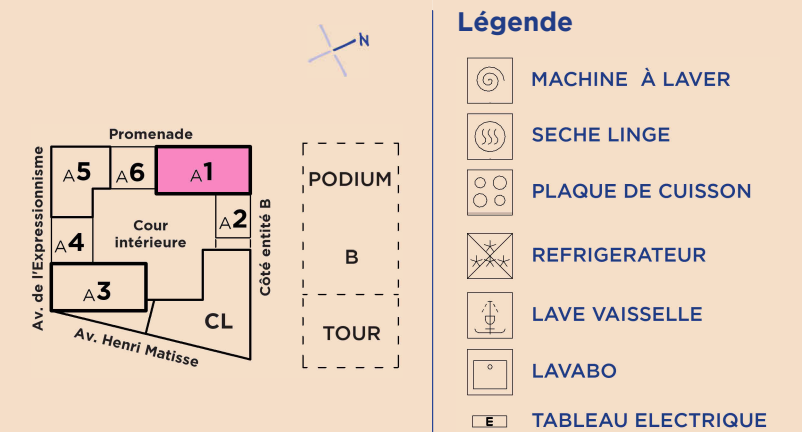 N
Promenade
A5
A6
A1
A2
Cour
intérieure
A4
A3
CL
Av. de l'Expressionnisme
Av. Henri Matisse
Côté entité B
PODIUM
B
TOUR
Légende
MACHINE À LAVER
SECHE LINGE
PLAQUE DE CUISSON
REFRIGERATEUR
LAVE VAISSELLE
LAVABO
E
TABLEAU ELECTRIQUE